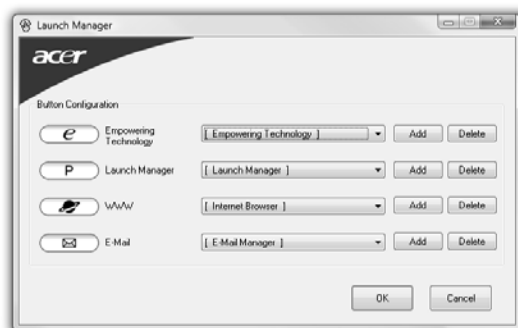 Launch Manager
acer
Button Configuration
e Empowering Technology [ Empowering Technology ] Add Delete
P Launch Manager [ Launch Manager ] Add Delete
WWW [ Internet Browser ] Add Delete
E-Mail [ E-Mail Manager ] Add Delete
OK Cancel